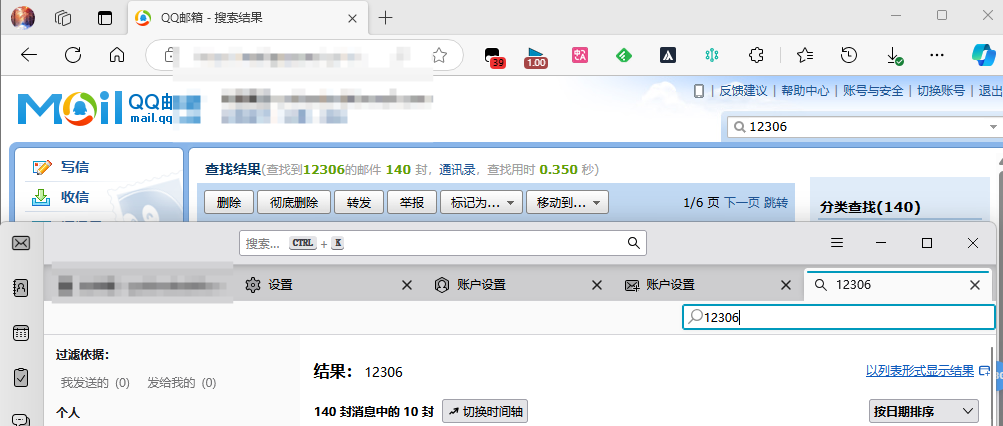 QQ邮箱 - 搜索结果
39
1.00
Mail QQ邮
mail.qq
反馈建议 | 帮助中心 | 账号与安全 | 切换账号 | 退出
12306
写信
查找结果(查找到12306的邮件 140 封，通讯录，查找用时 0.350 秒)
收信
删除 彻底删除 转发 举报 标记为... 移动到... 1/6 页 下一页 跳转
分类查找(140)
搜索... CTRL + K
设置 账户设置 账户设置 12306
12306
过滤依据：
我发送的 (0) 发给我的 (0)
个人
结果： 12306
以列表形式显示结果
140 封消息中的 10 封 切换时间轴 按日期排序